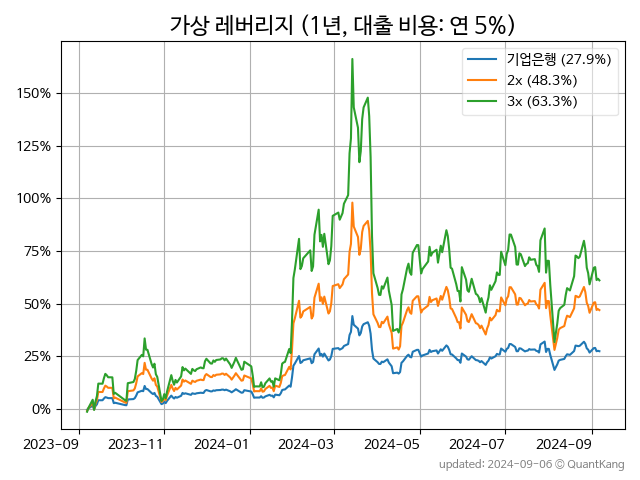 가상 레버리지 (1년, 대출 비용: 연 5%)
기업은행 (27.9%)
2x (48.3%)
3x (63.3%)
150%
125%
100%
75%
50%
25%
0%
2023-09 2023-11 2024-01 2024-03 2024-05 2024-07 2024-09
updated: 2024-09-06 © QuantKang